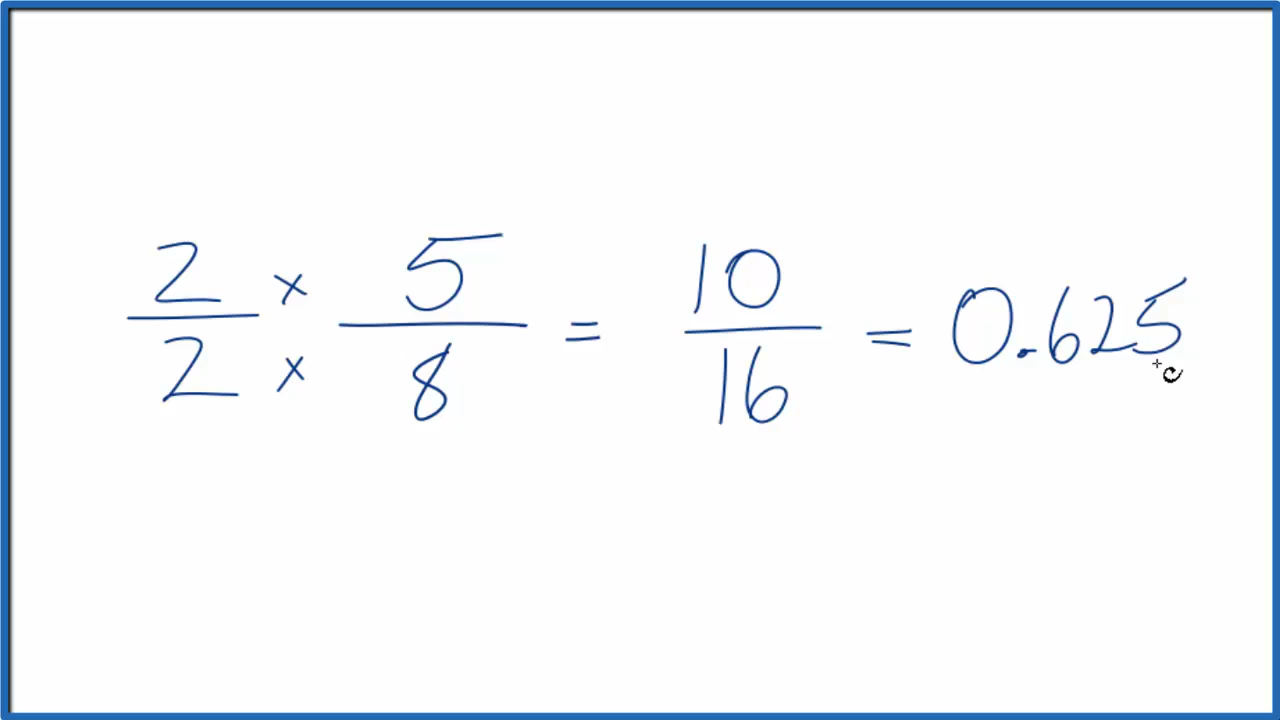 2/2 × 5/8 = 10/16 = 0.625